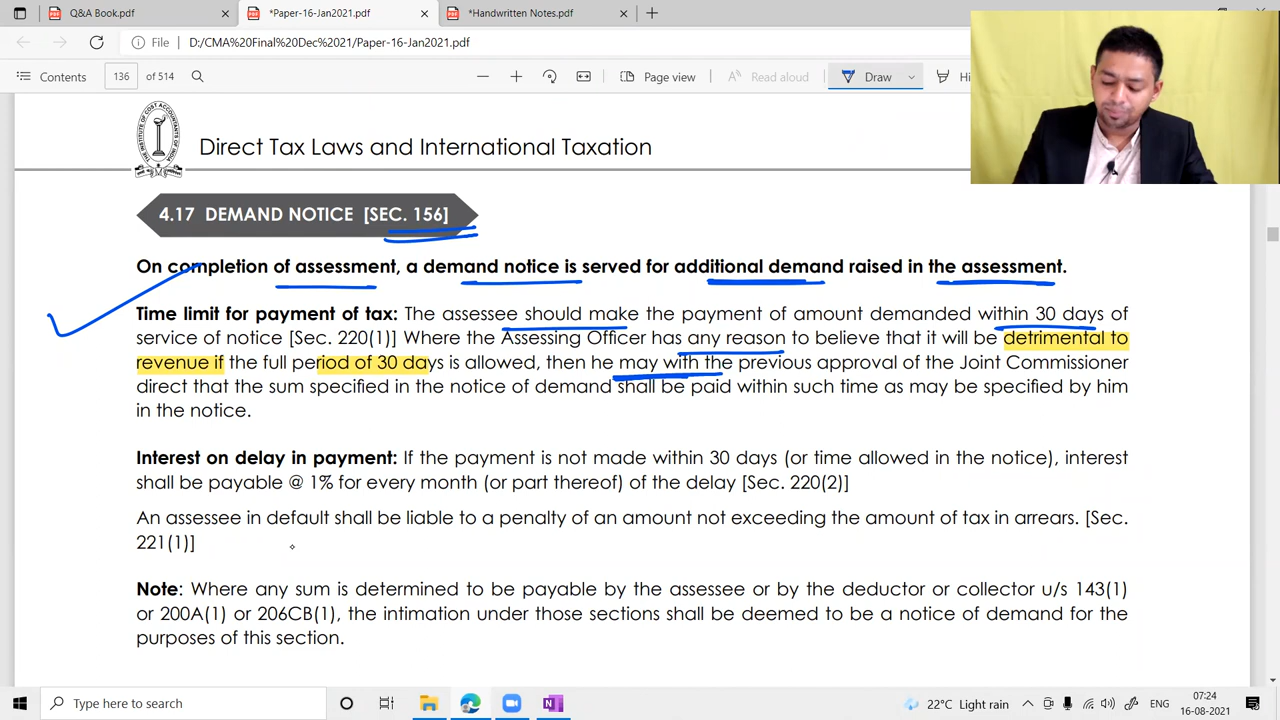 Q&A Book.pdf
*Paper-16-Jan2021.pdf
*Handwritten Notes.pdf
File
D:/CMA%20Final%20Dec%2021/Paper-16-Jan2021.pdf
Contents
136
of 514
Page view
Read aloud
Draw
Hi
Direct Tax Laws and International Taxation
4.17 DEMAND NOTICE [SEC. 156]
On completion of assessment, a demand notice is served for additional demand raised in the assessment.
Time limit for payment of tax: The assessee should make the payment of amount demanded within 30 days of
service of notice [Sec. 220(1)] Where the Assessing Officer has any reason to believe that it will be detrimental to
revenue if the full period of 30 days is allowed, then he may with the previous approval of the Joint Commissioner
direct that the sum specified in the notice of demand shall be paid within such time as may be specified by him
in the notice.
Interest on delay in payment: If the payment is not made within 30 days (or time allowed in the notice), interest
shall be payable @ 1% for every month (or part thereof) of the delay [Sec. 220(2)]
An assessee in default shall be liable to a penalty of an amount not exceeding the amount of tax in arrears. [Sec.
221(1)]
Note: Where any sum is determined to be payable by the assessee or by the deductor or collector u/s 143(1)
or 200A(1) or 206CB(1), the intimation under those sections shall be deemed to be a notice of demand for the
purposes of this section.
Type here to search
22°C Light rain
ENG
07:24
16-08-2021